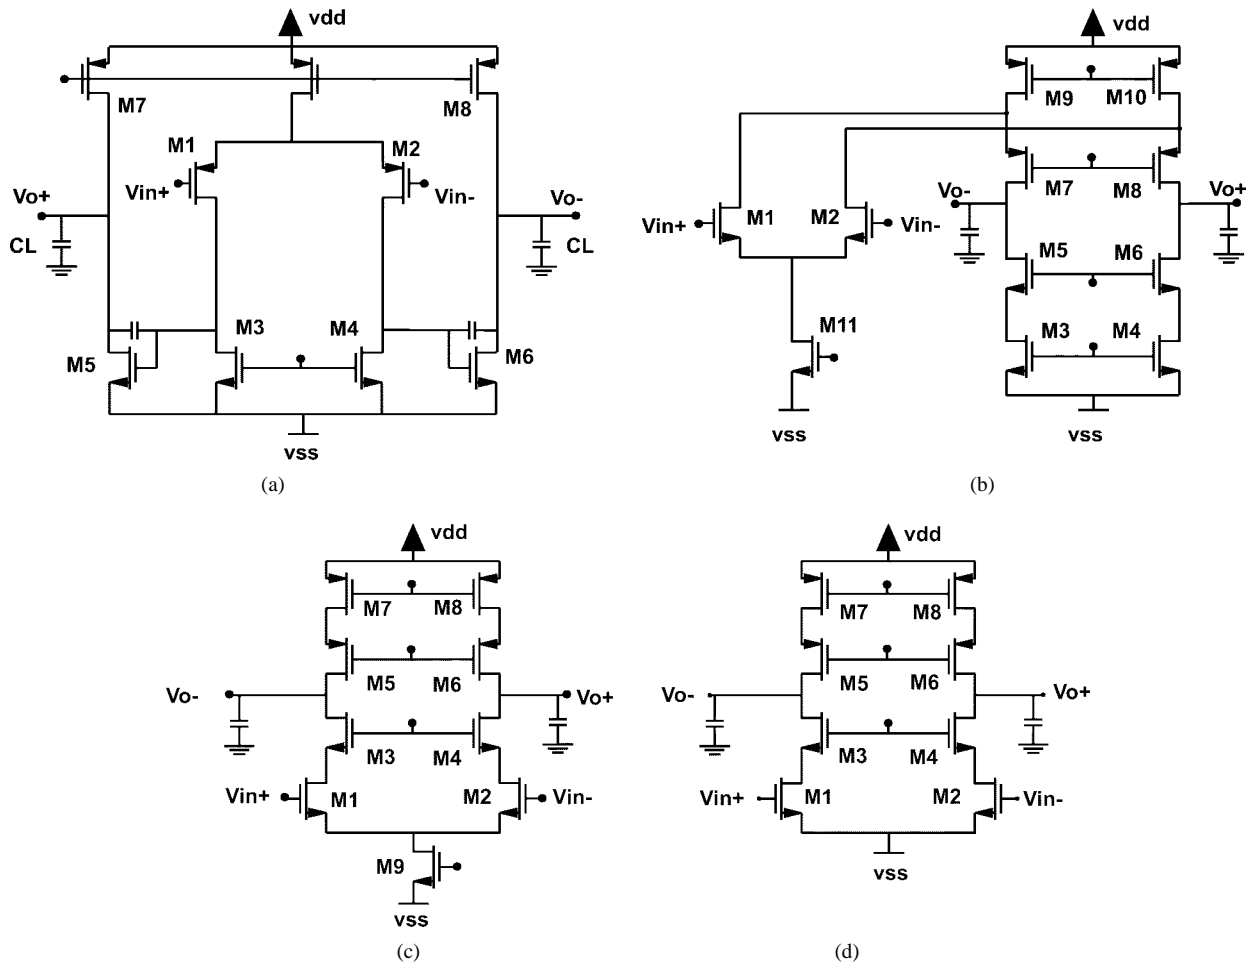 vdd
M7
M8
M1
M2
Vin+
Vin-
Vo+
Vo-
CL
CL
M3
M4
M5
M6
vss
(a)
vdd
M9
M10
M7
M8
Vo-
Vo+
Vin+
M1
M2
Vin-
M5
M6
M11
M3
M4
vss
vss
(b)
vdd
M7
M8
M5
M6
Vo-
Vo+
M3
M4
Vin+
M1
M2
Vin-
M9
vss
(c)
vdd
M7
M8
M5
M6
Vo-
Vo+
M3
M4
Vin+
M1
M2
Vin-
vss
(d)